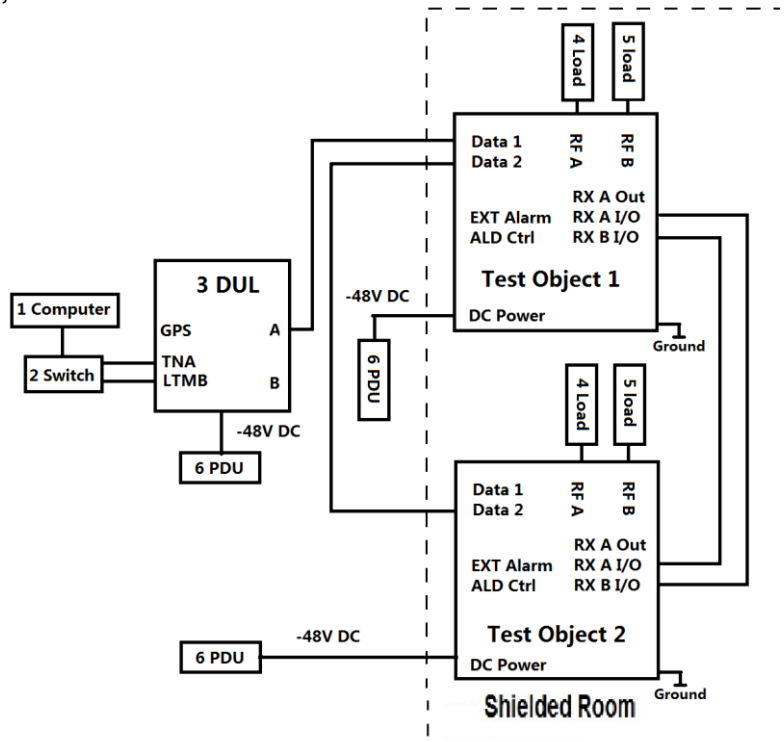 4 Load
5 load
Data 1
Data 2
RF A
RF B
RX A Out
EXT Alarm RX A I/O
ALD Ctrl RX B I/O
Test Object 1
DC Power
-48V DC
6 PDU
Ground
3 DUL
GPS A
TNA
LTMB B
1 Computer
2 Switch
-48V DC
6 PDU
4 Load
5 load
Data 1
Data 2
RF A
RF B
RX A Out
EXT Alarm RX A I/O
ALD Ctrl RX B I/O
Test Object 2
DC Power
-48V DC
6 PDU
Ground
Shielded Room